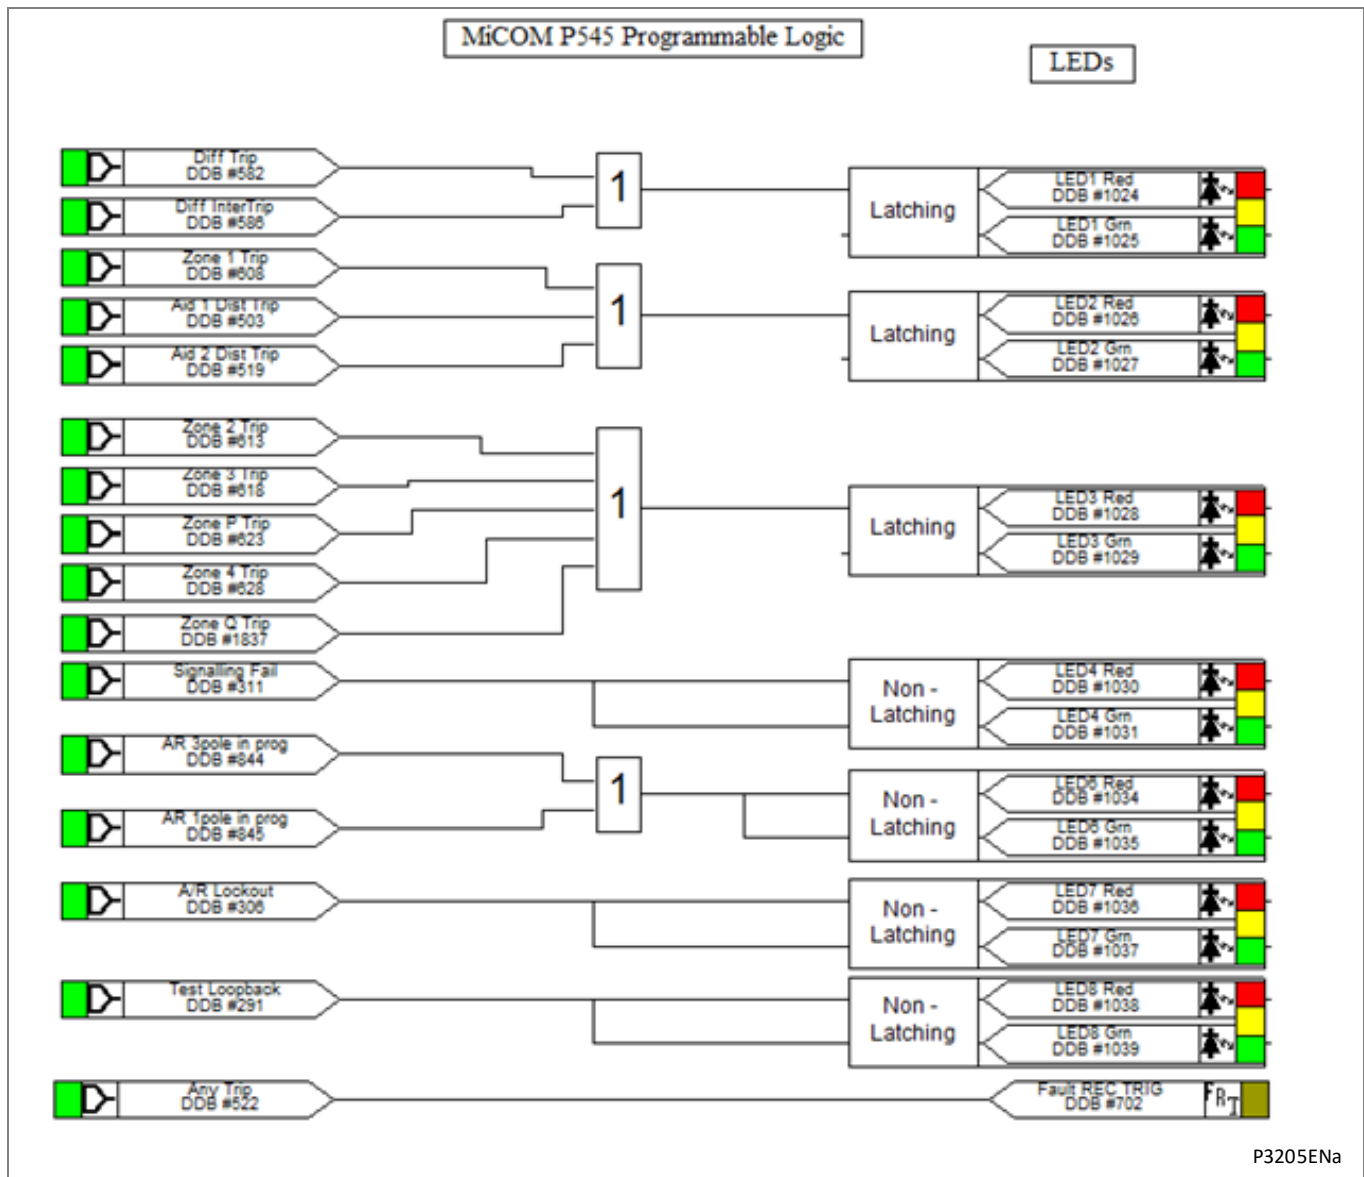 MiCOM P545 Programmable Logic
LEDs
Diff Trip
DDB #582
Diff InterTrip
DDB #586
Zone 1 Trip
DDB #608
Aid 1 Dist Trip
DDB #503
Aid 2 Dist Trip
DDB #519
1
1
Latching
LED1 Red
DDB #1024
LED1 Grn
DDB #1025
Latching
LED2 Red
DDB #1026
LED2 Grn
DDB #1027
Zone 2 Trip
DDB #613
Zone 3 Trip
DDB #618
Zone P Trip
DDB #623
Zone 4 Trip
DDB #628
Zone Q Trip
DDB #1837
1
Latching
LED3 Red
DDB #1028
LED3 Grn
DDB #1029
Signalling Fail
DDB #311
Non -
Latching
LED4 Red
DDB #1030
LED4 Grn
DDB #1031
AR 3pole in prog
DDB #844
AR 1pole in prog
DDB #845
1
Non -
Latching
LED6 Red
DDB #1034
LED6 Grn
DDB #1035
A/R Lockout
DDB #306
Non -
Latching
LED7 Red
DDB #1036
LED7 Grn
DDB #1037
Test Loopback
DDB #291
Non -
Latching
LED8 Red
DDB #1038
LED8 Grn
DDB #1039
Any Trip
DDB #522
Fault REC TRIG
DDB #702
FRT
P3205ENa